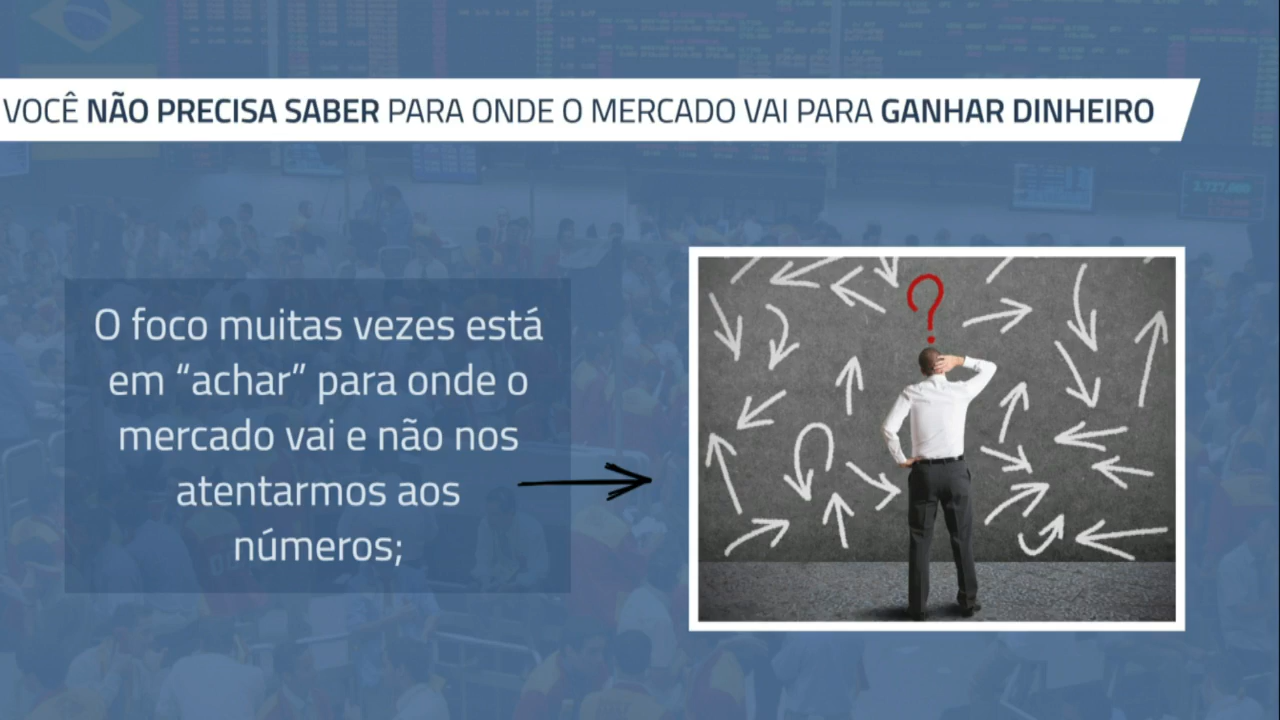 VOCÊ NÃO PRECISA SABER PARA ONDE O MERCADO VAI PARA GANHAR DINHEIRO
O foco muitas vezes está
em “achar” para onde o
mercado vai e não nos
atentarmos aos
números;
?